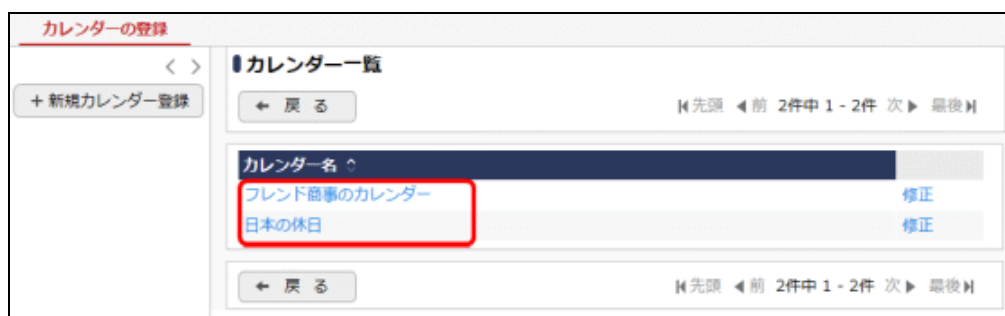 カレンダーの登録
< >
+ 新規カレンダー登録
カレンダー一覧
← 戻 る
先頭 前 2件中 1 - 2件 次 最後
カレンダー名
フレンド商事のカレンダー 修正
日本の休日 修正
← 戻 る
先頭 前 2件中 1 - 2件 次 最後